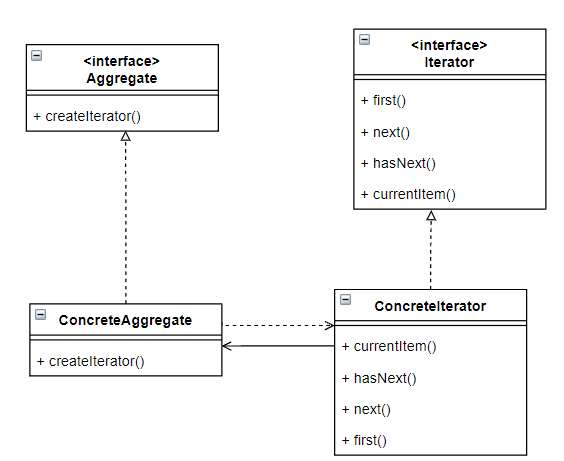 <interface>
Aggregate
+ createIterator()
<interface>
Iterator
+ first()
+ next()
+ hasNext()
+ currentItem()
ConcreteAggregate
+ createIterator()
ConcreteIterator
+ currentItem()
+ hasNext()
+ next()
+ first()